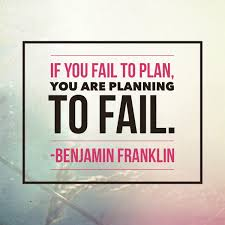 IF YOU FAIL TO PLAN,
YOU ARE PLANNING
TO FAIL.
-BENJAMIN FRANKLIN